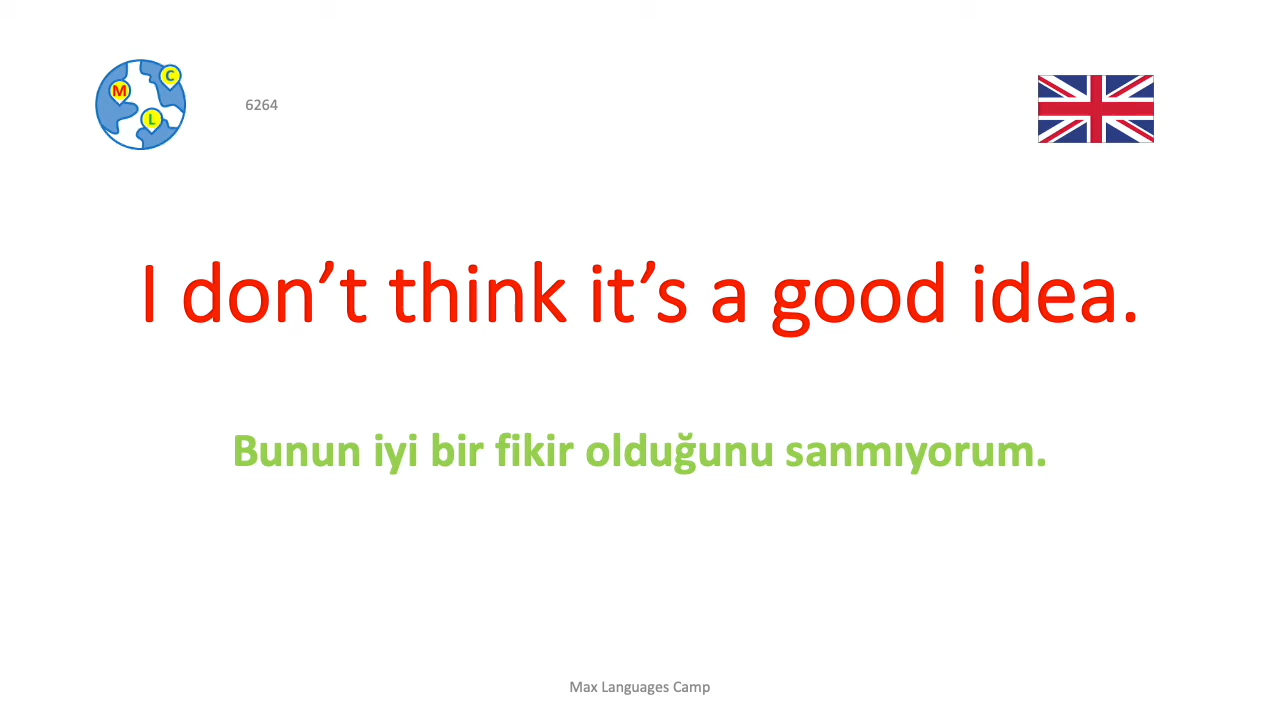 C
M
6264
L
I don’t think it’s a good idea.
Bunun iyi bir fikir olduğunu sanmıyorum.
Max Languages Camp